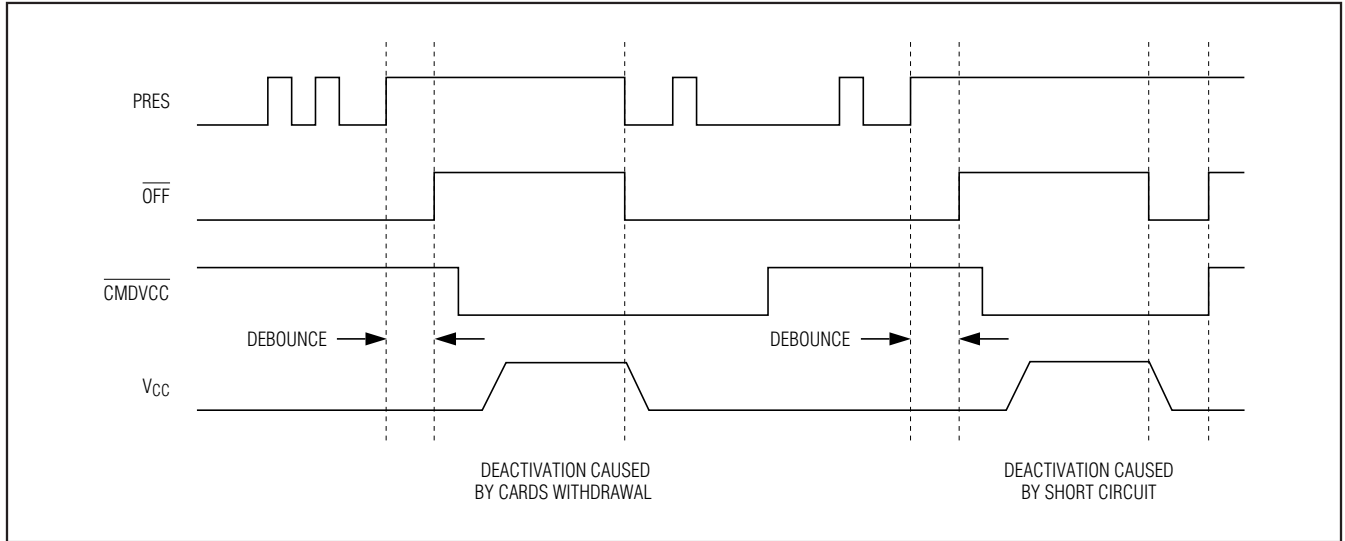 PRES
OFF
CMDVCC
DEBOUNCE
DEBOUNCE
VCC
DEACTIVATION CAUSED
BY CARDS WITHDRAWAL
DEACTIVATION CAUSED
BY SHORT CIRCUIT